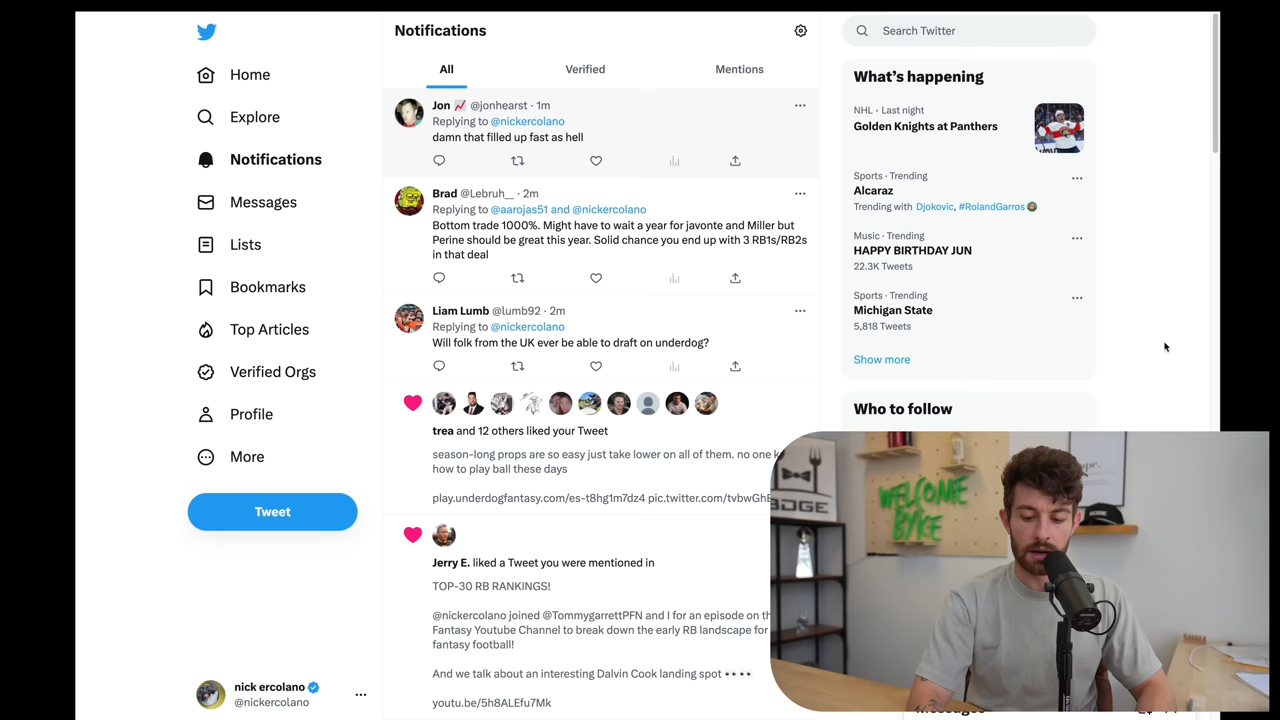 Home
Explore
Notifications
Messages
Lists
Bookmarks
Top Articles
Verified Orgs
Profile
More
Tweet
nick ercolano
@nickercolano
Notifications
All
Verified
Mentions
Jon 📈 @jonhearst · 1m
Replying to @nickercolano
damn that filled up fast as hell
Brad @Lebruh__ · 2m
Replying to @aarojas51 and @nickercolano
Bottom trade 1000%. Might have to wait a year for javonte and Miller but
Perine should be great this year. Solid chance you end up with 3 RB1s/RB2s
in that deal
Liam Lumb @lumb92 · 2m
Replying to @nickercolano
Will folk from the UK ever be able to draft on underdog?
trea and 12 others liked your Tweet
season-long props are so easy just take lower on all of them. no one
how to play ball these days
play.underdogfantasy.com/es-t8hg1m7dz4
Jerry E. liked a Tweet you were mentioned in
TOP-30 RB RANKINGS!
@nickercolano joined @TommygarrettPFN and I for an episode on
Fantasy Youtube Channel to break down the early RB landscape for
fantasy football!
And we talk about an interesting Dalvin Cook landing spot 👀👀
youtu.be/5h8ALEfu7Mk
Search Twitter
What's happening
NHL · Last night
Golden Knights at Panthers
Sports · Trending
Alcaraz
Trending with Djokovic, #RolandGarros
Music · Trending
HAPPY BIRTHDAY JUN
22.3K Tweets
Sports · Trending
Michigan State
5,818 Tweets
Show more
Who to follow
WELCOME
BYKE